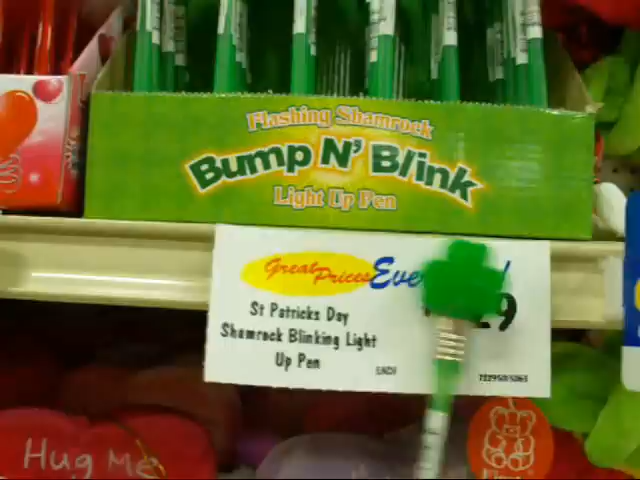 Flashing Shamrock
Bump N' Blink
Light Up Pen
Great Prices
St Patricks Day
Shamrock Blinking Light
Up Pen
EACH
Hug Me